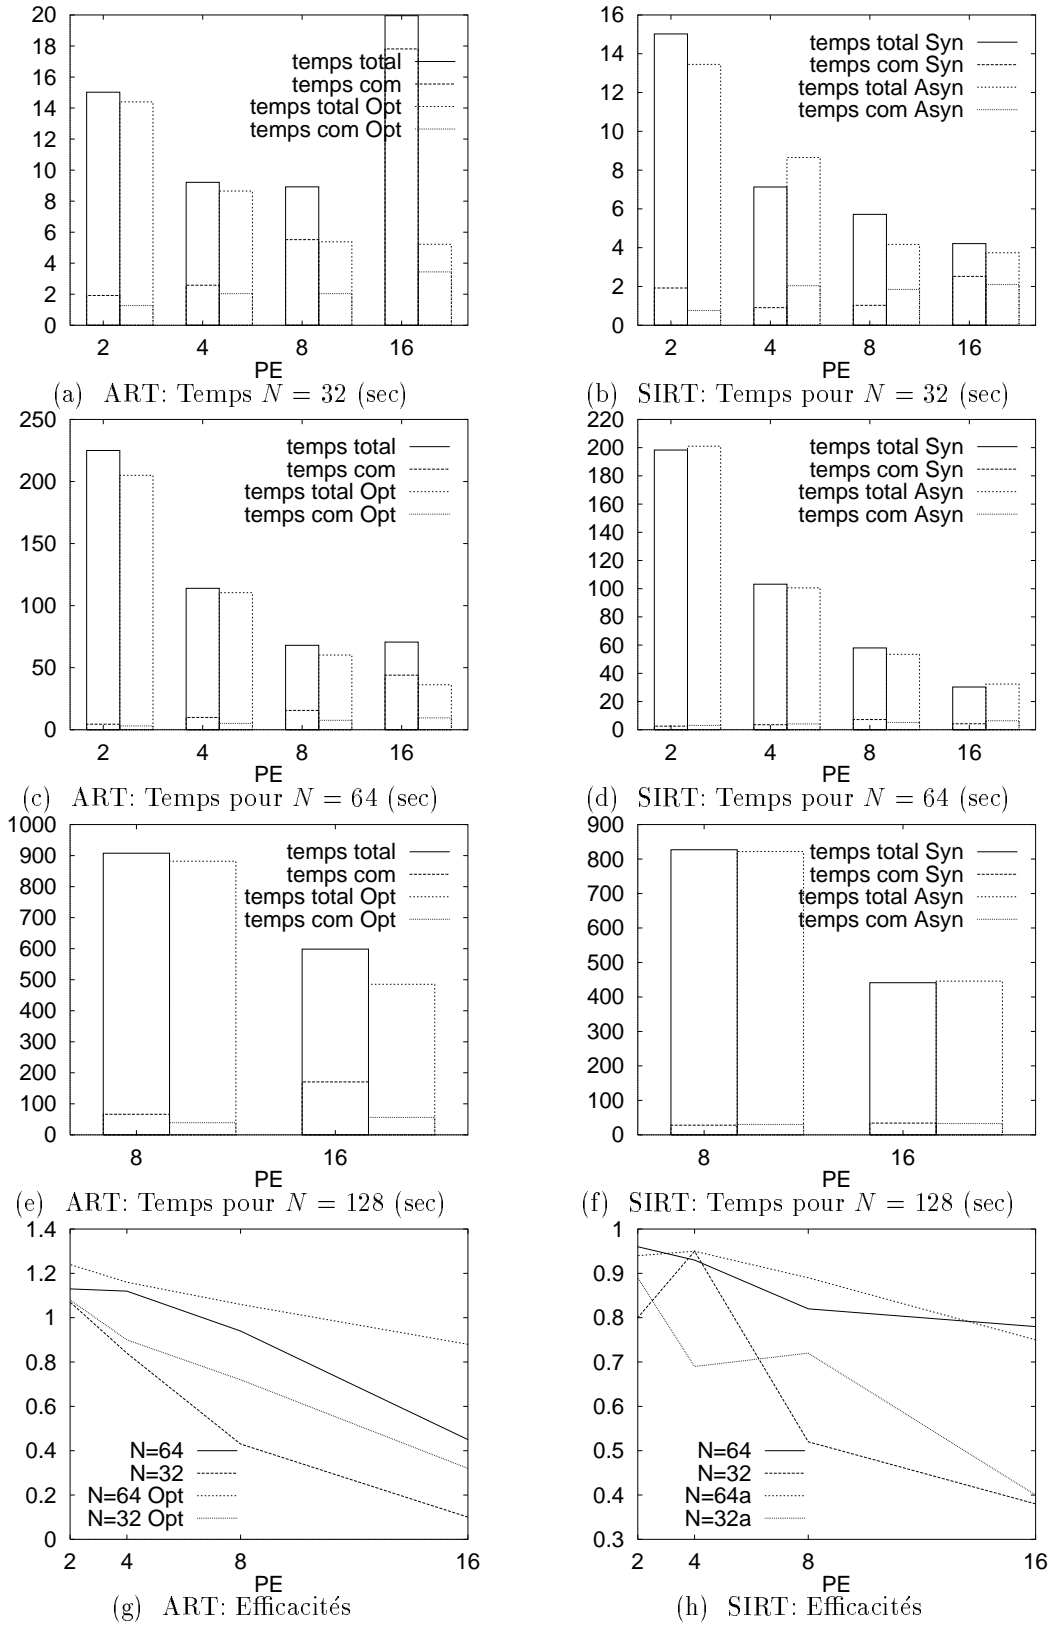 20
18
16
14
12
10
8
6
4
2
0
temps total
temps com
temps total Opt
temps com Opt
2 4 8 16
PE
(a) ART: Temps N = 32 (sec)
16
14
12
10
8
6
4
2
0
temps total Syn
temps com Syn
temps total Asyn
temps com Asyn
2 4 8 16
PE
(b) SIRT: Temps pour N = 32 (sec)
250
200
150
100
50
0
temps total
temps com
temps total Opt
temps com Opt
2 4 8 16
PE
(c) ART: Temps pour N = 64 (sec)
220
200
180
160
140
120
100
80
60
40
20
0
temps total Syn
temps com Syn
temps total Asyn
temps com Asyn
2 4 8 16
PE
(d) SIRT: Temps pour N = 64 (sec)
1000
900
800
700
600
500
400
300
200
100
0
temps total
temps com
temps total Opt
temps com Opt
8 16
PE
(e) ART: Temps pour N = 128 (sec)
900
800
700
600
500
400
300
200
100
0
temps total Syn
temps com Syn
temps total Asyn
temps com Asyn
8 16
PE
(f) SIRT: Temps pour N = 128 (sec)
1.4
1.2
1
0.8
0.6
0.4
0.2
0
N=64
N=32
N=64 Opt
N=32 Opt
2 4 8 16
PE
(g) ART: Efficacités
1
0.9
0.8
0.7
0.6
0.5
0.4
0.3
N=64
N=32
N=64a
N=32a
2 4 8 16
PE
(h) SIRT: Efficacités